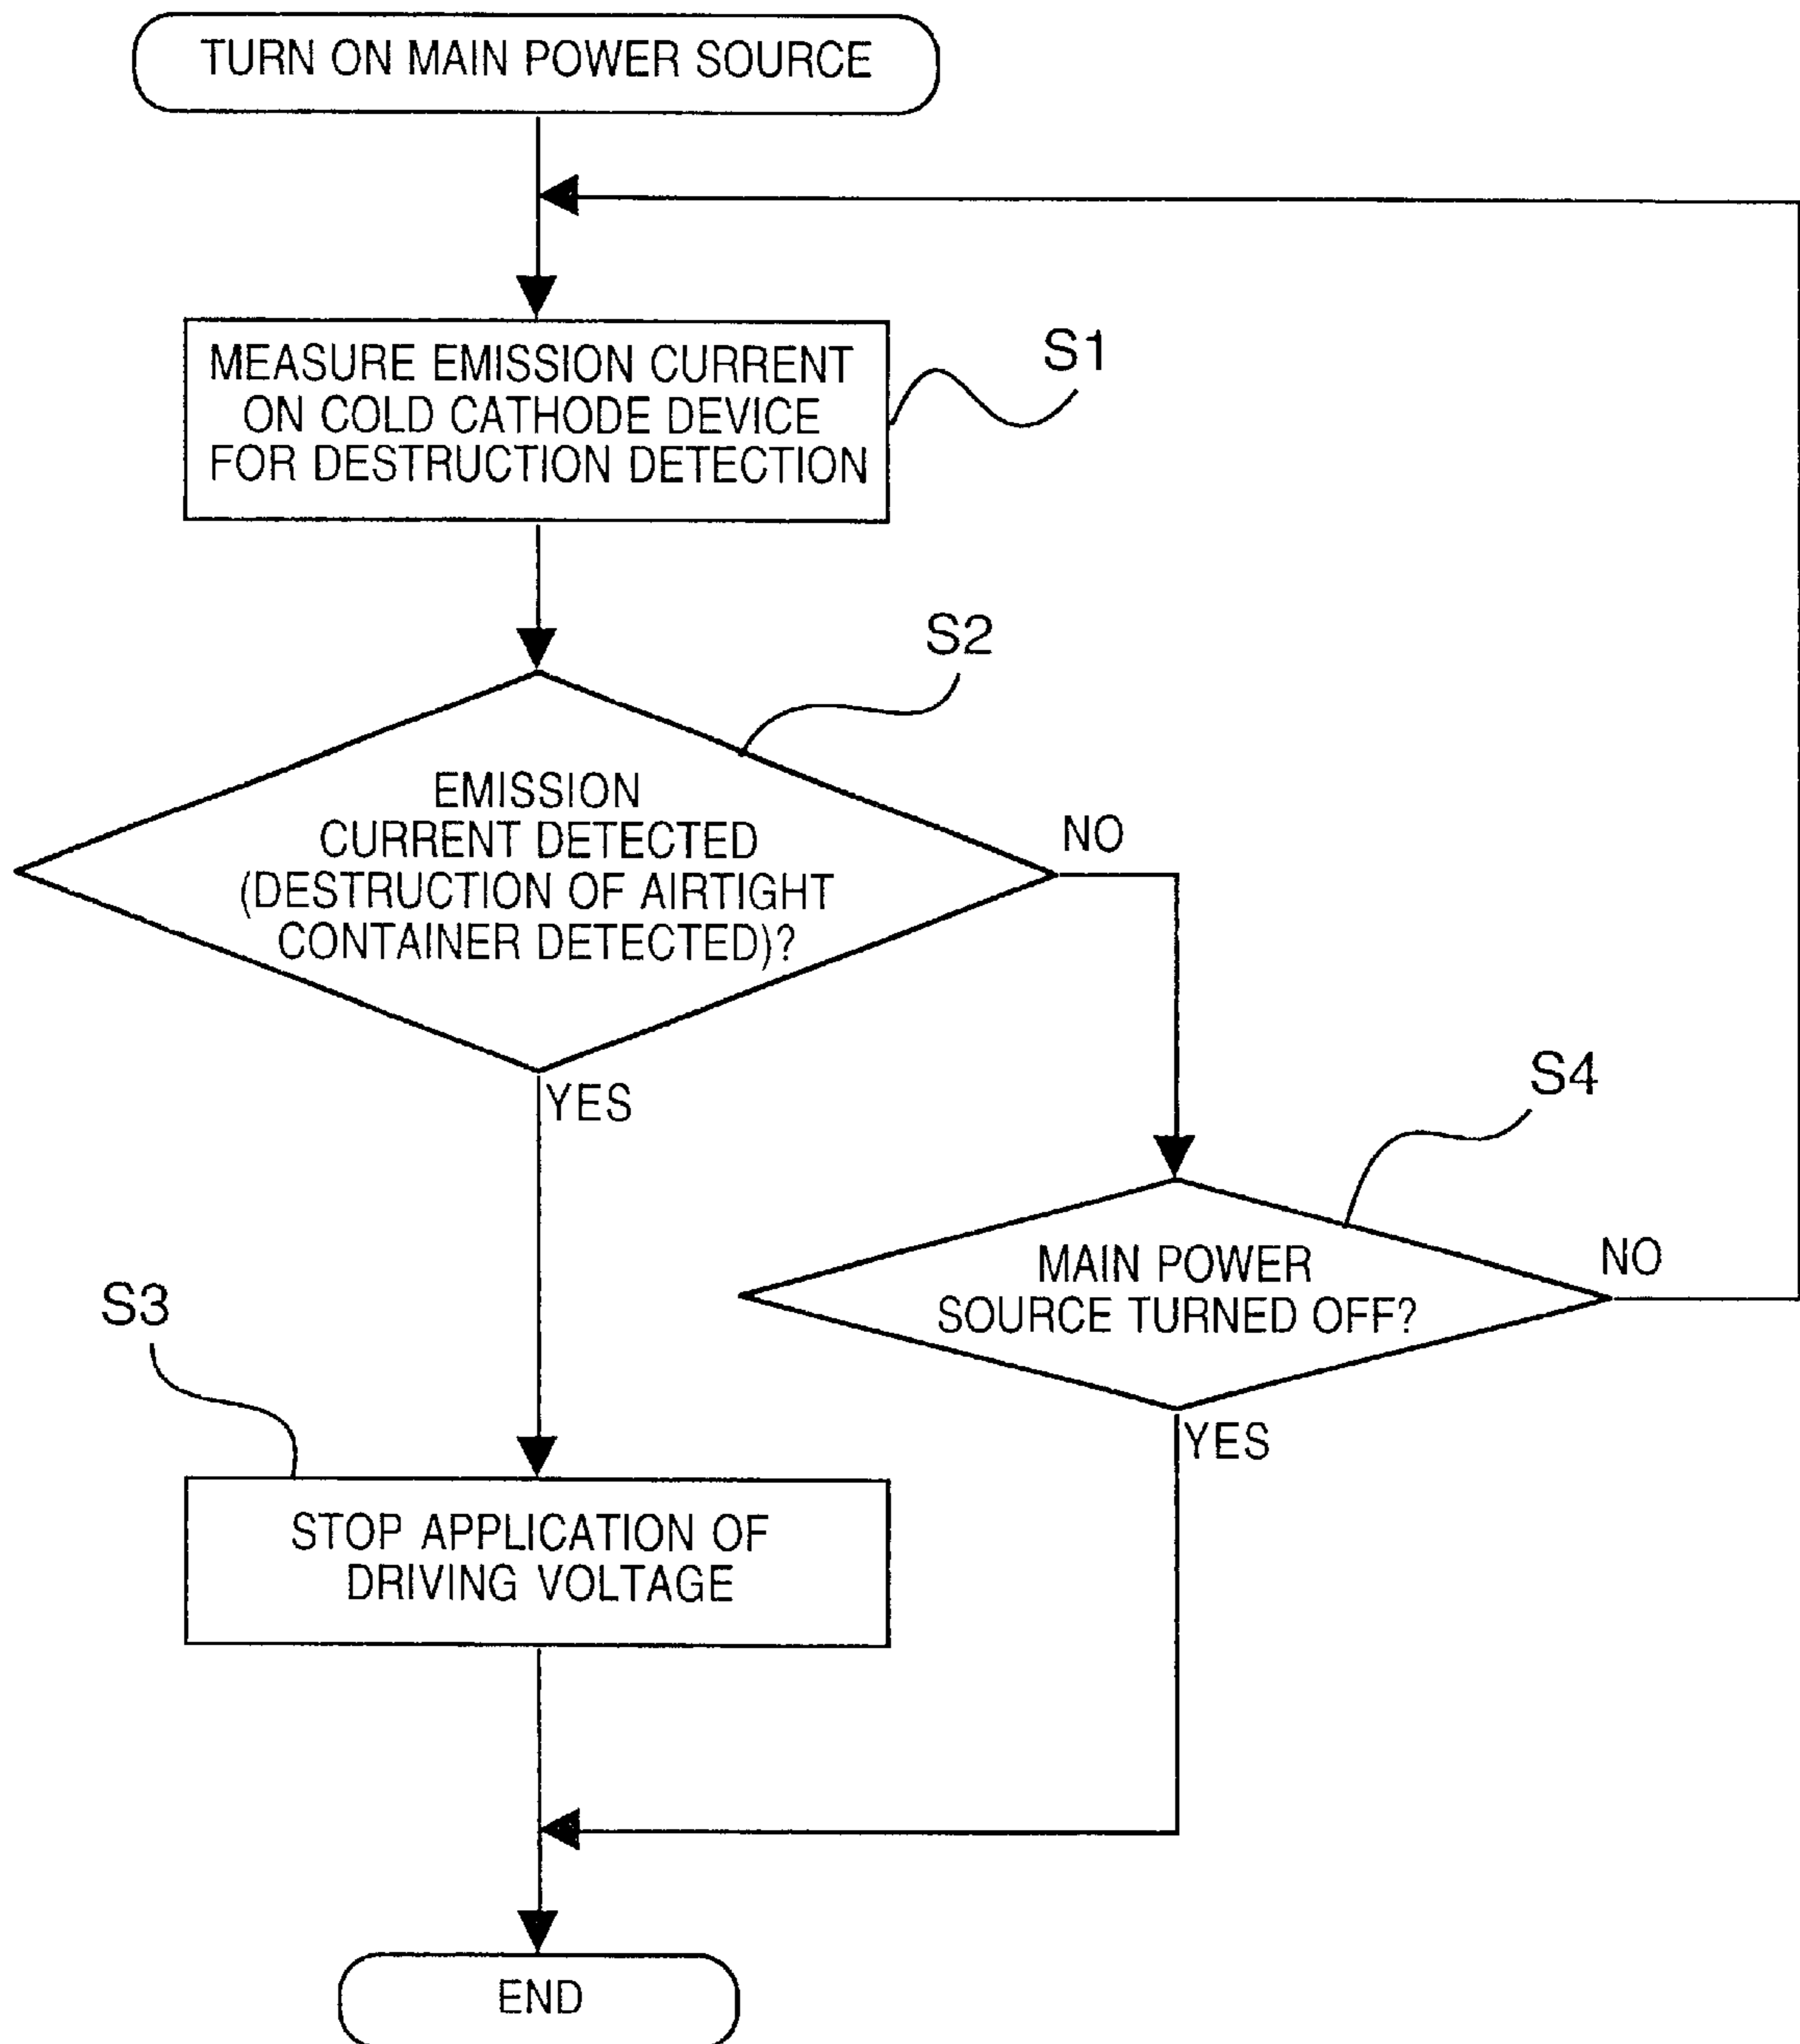 TURN ON MAIN POWER SOURCE
MEASURE EMISSION CURRENT
ON COLD CATHODE DEVICE
FOR DESTRUCTION DETECTION
S1
S2
EMISSION
CURRENT DETECTED
(DESTRUCTION OF AIRTIGHT
CONTAINER DETECTED)?
NO
YES
S4
MAIN POWER
SOURCE TURNED OFF?
NO
YES
S3
STOP APPLICATION OF
DRIVING VOLTAGE
END